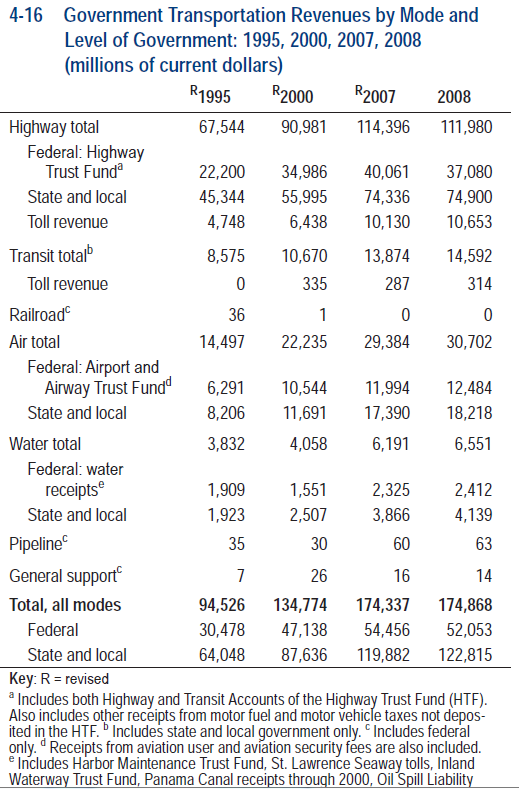 4-16 Government Transportation Revenues by Mode and
Level of Government: 1995, 2000, 2007, 2008
(millions of current dollars)
R1995 R2000 R2007 2008
Highway total 67,544 90,981 114,396 111,980
Federal: Highway
Trust Funda 22,200 34,986 40,061 37,080
State and local 45,344 55,995 74,336 74,900
Toll revenue 4,748 6,438 10,130 10,653
Transit totalb 8,575 10,670 13,874 14,592
Toll revenue 0 335 287 314
Railroadc 36 1 0 0
Air total 14,497 22,235 29,384 30,702
Federal: Airport and
Airway Trust Fundd 6,291 10,544 11,994 12,484
State and local 8,206 11,691 17,390 18,218
Water total 3,832 4,058 6,191 6,551
Federal: water
receiptse 1,909 1,551 2,325 2,412
State and local 1,923 2,507 3,866 4,139
Pipelinec 35 30 60 63
General supportc 7 26 16 14
Total, all modes 94,526 134,774 174,337 174,868
Federal 30,478 47,138 54,456 52,053
State and local 64,048 87,636 119,882 122,815
Key: R = revised
a Includes both Highway and Transit Accounts of the Highway Trust Fund (HTF).
Also includes other receipts from motor fuel and motor vehicle taxes not depos-
ited in the HTF. b Includes state and local government only. c Includes federal
only. d Receipts from aviation user and aviation security fees are also included.
e Includes Harbor Maintenance Trust Fund, St. Lawrence Seaway tolls, Inland
Waterway Trust Fund, Panama Canal receipts through 2000, Oil Spill Liability